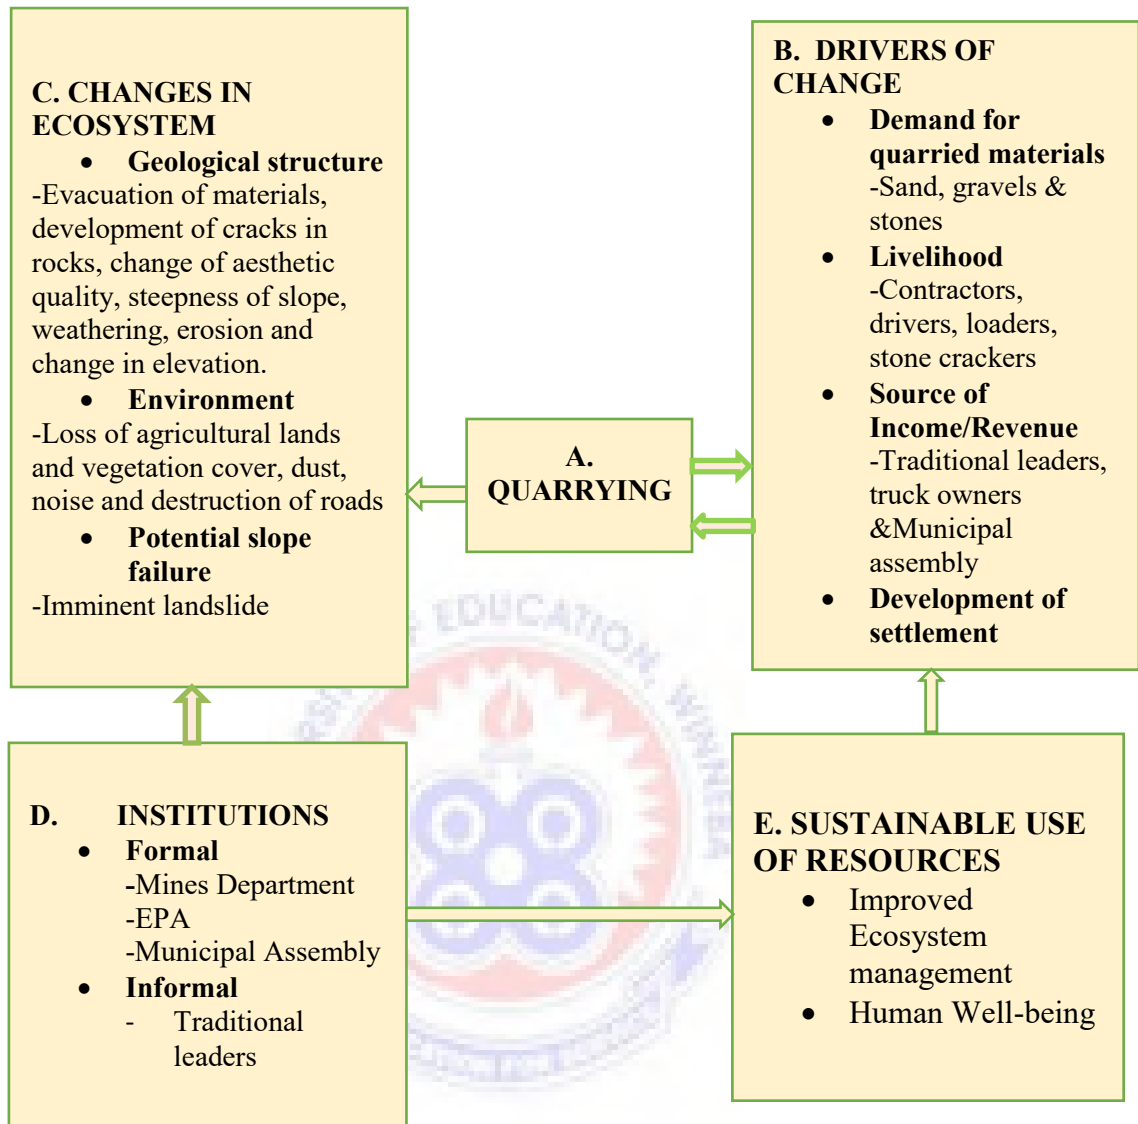 C. CHANGES IN
ECOSYSTEM
• Geological structure
-Evacuation of materials,
development of cracks in
rocks, change of aesthetic
quality, steepness of slope,
weathering, erosion and
change in elevation.
• Environment
-Loss of agricultural lands
and vegetation cover, dust,
noise and destruction of roads
• Potential slope
failure
-Imminent landslide
A.
QUARRYING
B. DRIVERS OF
CHANGE
• Demand for
quarried materials
-Sand, gravels &
stones
• Livelihood
-Contractors,
drivers, loaders,
stone crackers
• Source of
Income/Revenue
-Traditional leaders,
truck owners
&Municipal
assembly
• Development of
settlement
D. INSTITUTIONS
• Formal
-Mines Department
-EPA
-Municipal Assembly
• Informal
- Traditional
leaders
E. SUSTAINABLE USE
OF RESOURCES
• Improved
Ecosystem
management
• Human Well-being
EDUCATION, WINNEB